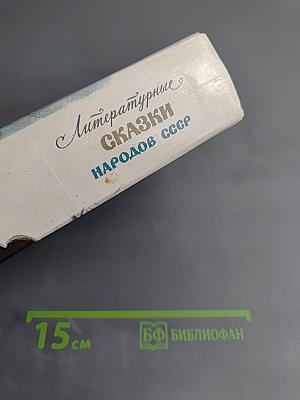 Литературные
СКАЗКИ
НАРОДОВ СССР
15 см
БФ БИБЛИОФАН